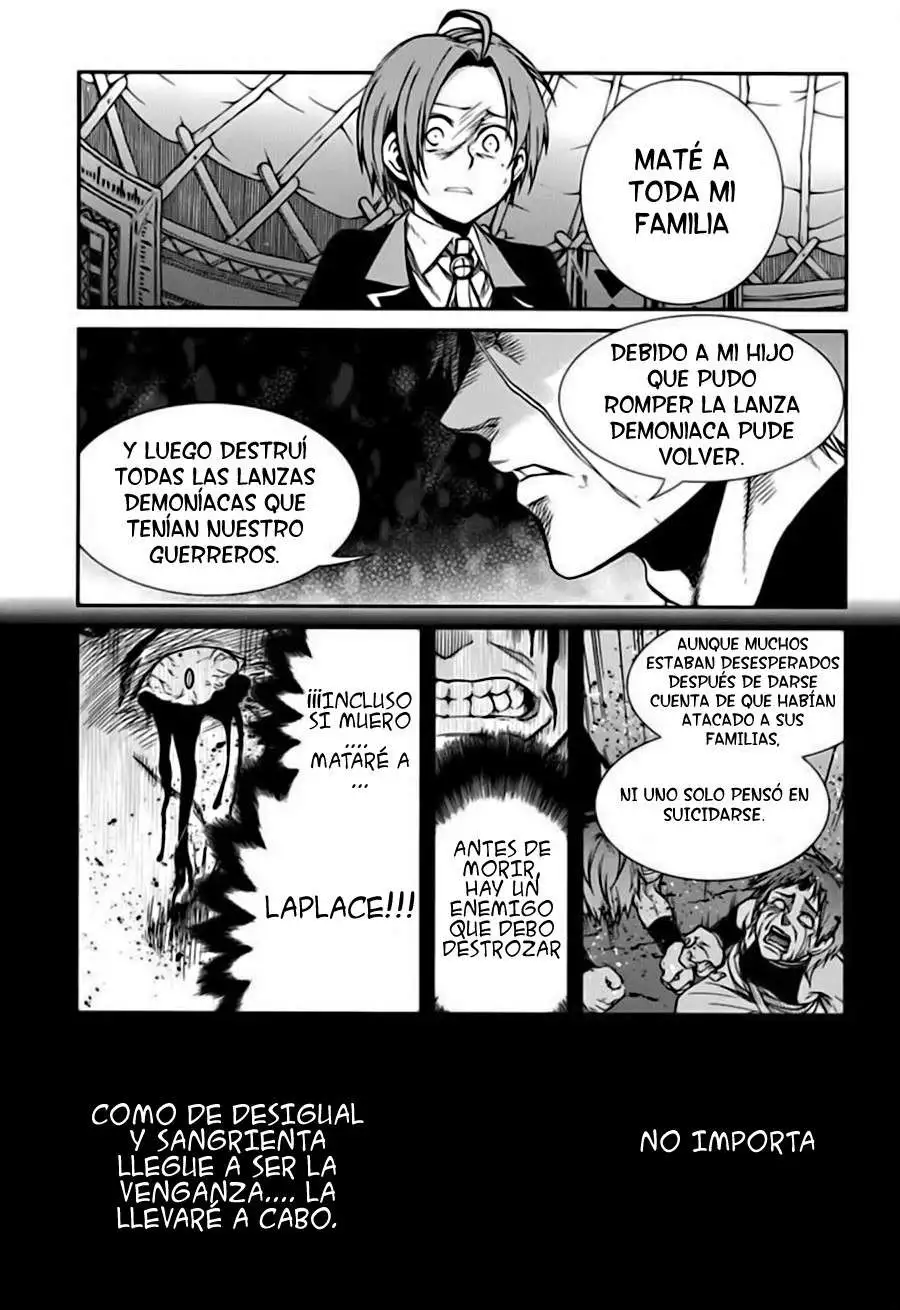 MATÉ A
TODA MI
FAMILIA
DEBIDO A MI HIJO
QUE PUDO
ROMPER LA LANZA
DEMONIACA PUDE
VOLVER.
Y LUEGO DESTRUÍ
TODAS LAS LANZAS
DEMONÍACAS QUE
TENÍAN NUESTRO
GUERREROS.
AUNQUE MUCHOS
ESTABAN DESESPERADOS
DESPUÉS DE DARSE
CUENTA DE QUE HABÍAN
ATACADO A SUS
FAMILIAS,
NI UNO SOLO PENSÓ EN
SUICIDARSE.
ANTES DE
MORIR,
HAY UN
ENEMIGO
QUE DEBO
DESTROZAR
¡¡¡INCLUSO
SI MUERO
....
MATARÉ A
...
LAPLACE!!!
NO IMPORTA
COMO DE DESIGUAL
Y SANGRIENTA
LLEGUE A SER LA
VENGANZA.... LA
LLEVARÉ A CABO.